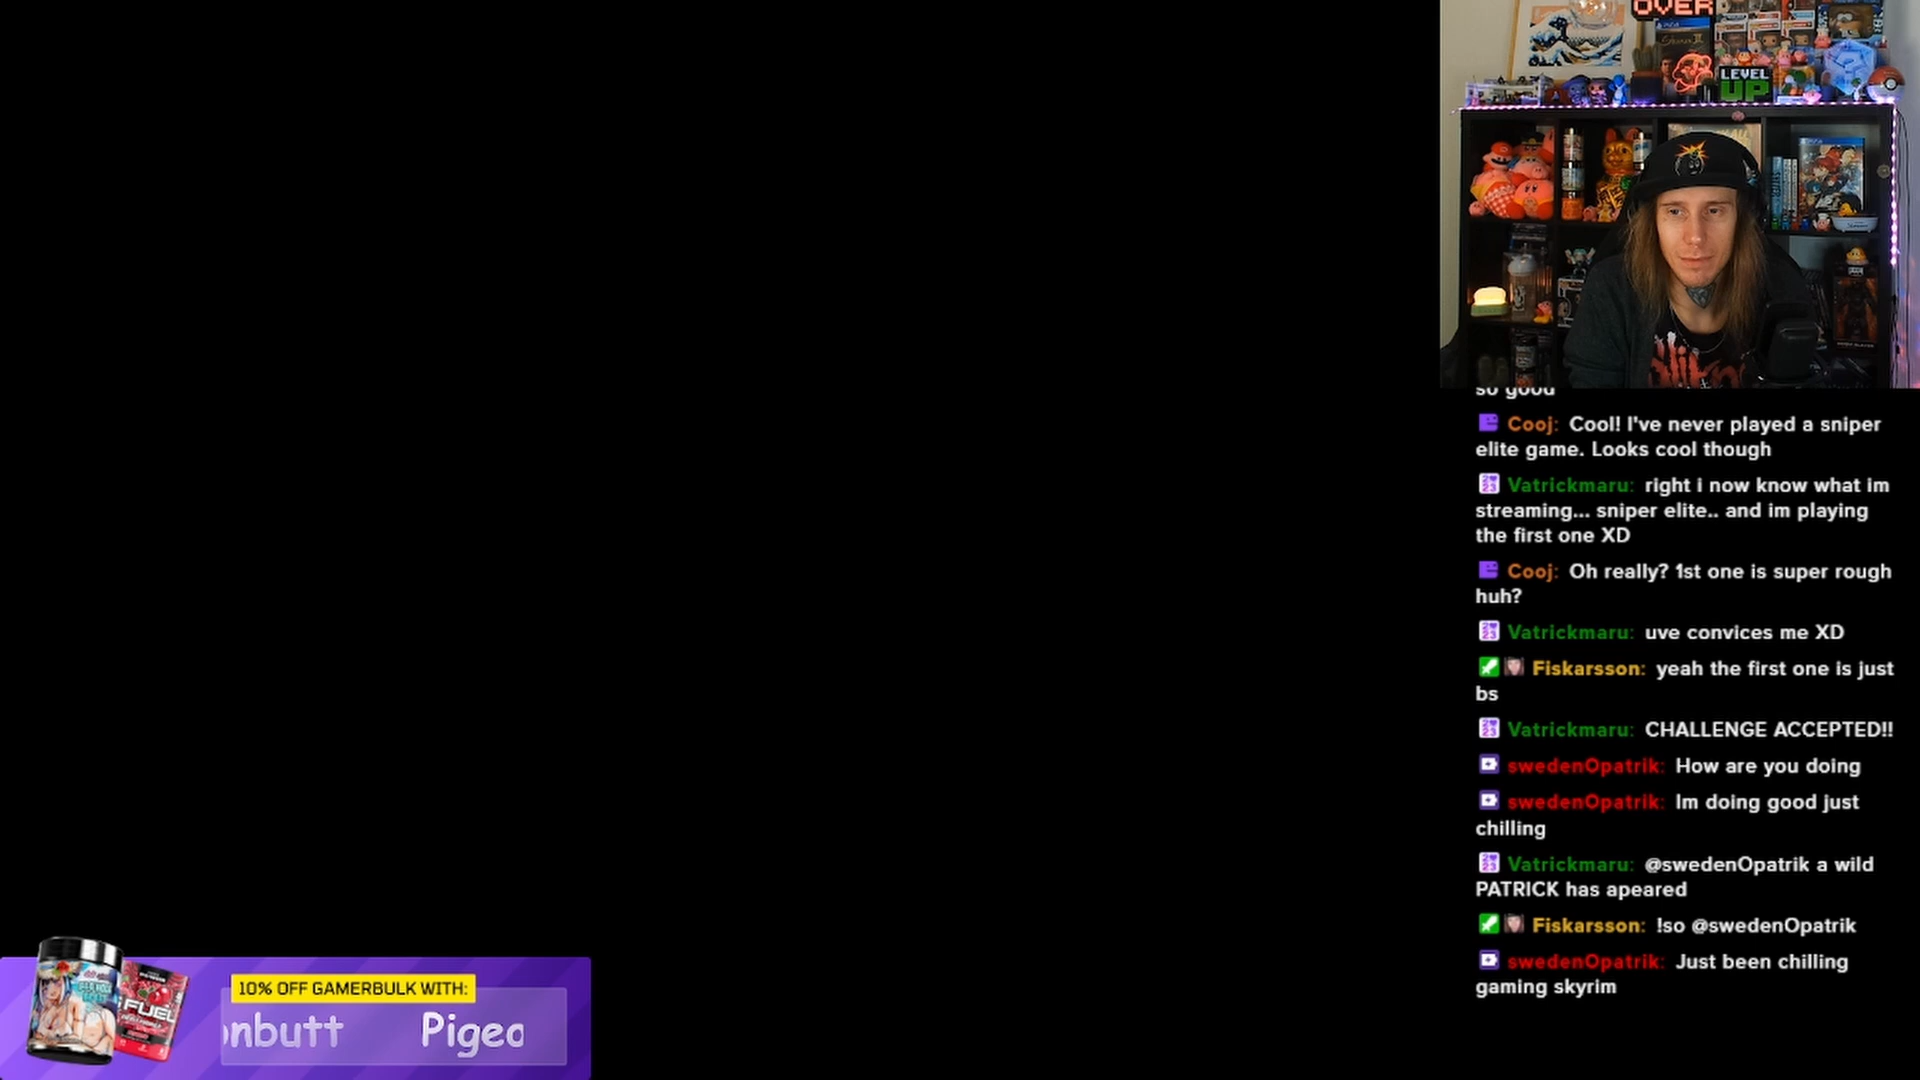 OVER
LEVEL
UP
so good
Cooj: Cool! I've never played a sniper
elite game. Looks cool though
Vatrickmaru: right i now know what im
streaming... sniper elite.. and im playing
the first one XD
Cooj: Oh really? 1st one is super rough
huh?
Vatrickmaru: uve convices me XD
Fiskarsson: yeah the first one is just
bs
Vatrickmaru: CHALLENGE ACCEPTED!!
swedenOpatrik: How are you doing
swedenOpatrik: Im doing good just
chilling
Vatrickmaru: @swedenOpatrik a wild
PATRICK has apeared
Fiskarsson: !so @swedenOpatrik
swedenOpatrik: Just been chilling
gaming skyrim
10% OFF GAMERBULK WITH:
onbutt Pigeo
FUEL